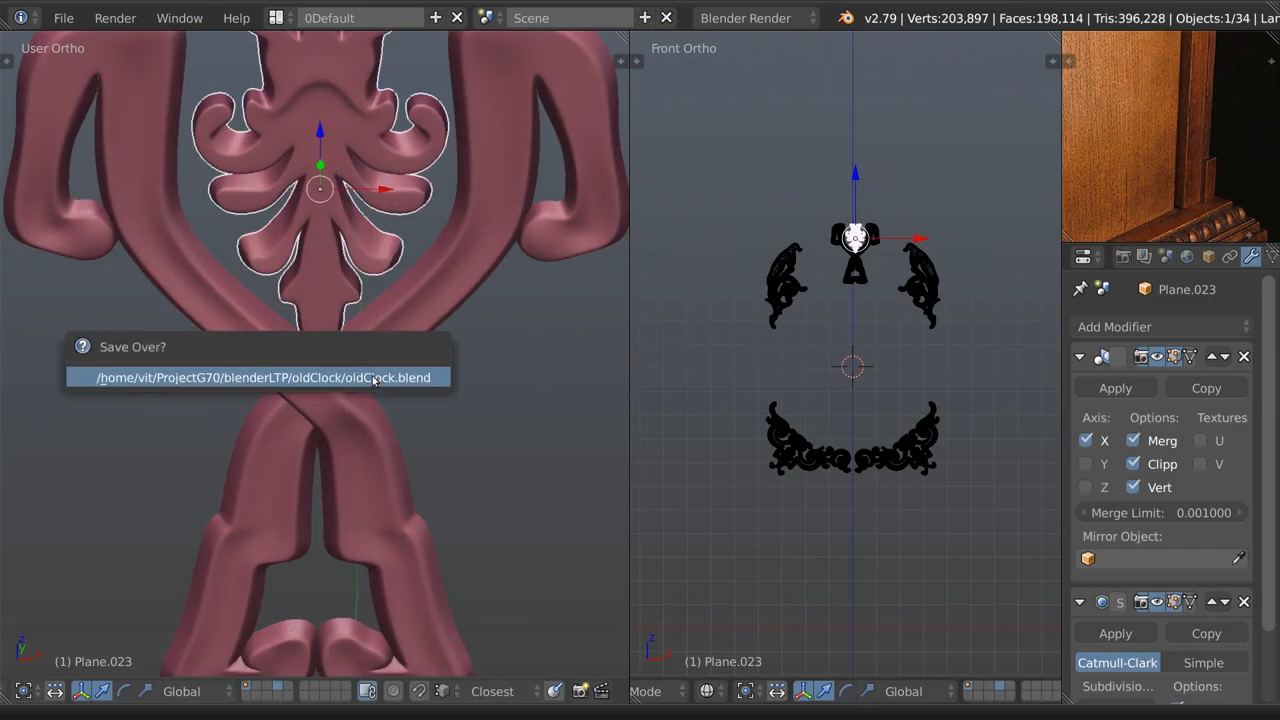 File Render Window Help 0Default Scene Blender Render v2.79 | Verts:203,897 | Faces:198,114 | Tris:396,228 | Objects:1/34 | Lar
User Ortho
Front Ortho
Plane.023
Add Modifier
Apply Copy
Axis: Options: Textures
X Merg U
Y Clipp V
Z Vert
Merge Limit: 0.001000
Mirror Object:
S
Apply Copy
Catmull-Clark Simple
Subdivisio... Options:
Save Over?
/home/vit/ProjectG70/blenderLTP/oldClock/oldClock.blend
z
y
x
(1) Plane.023
z
x
(1) Plane.023
Global Closest
Mode Global